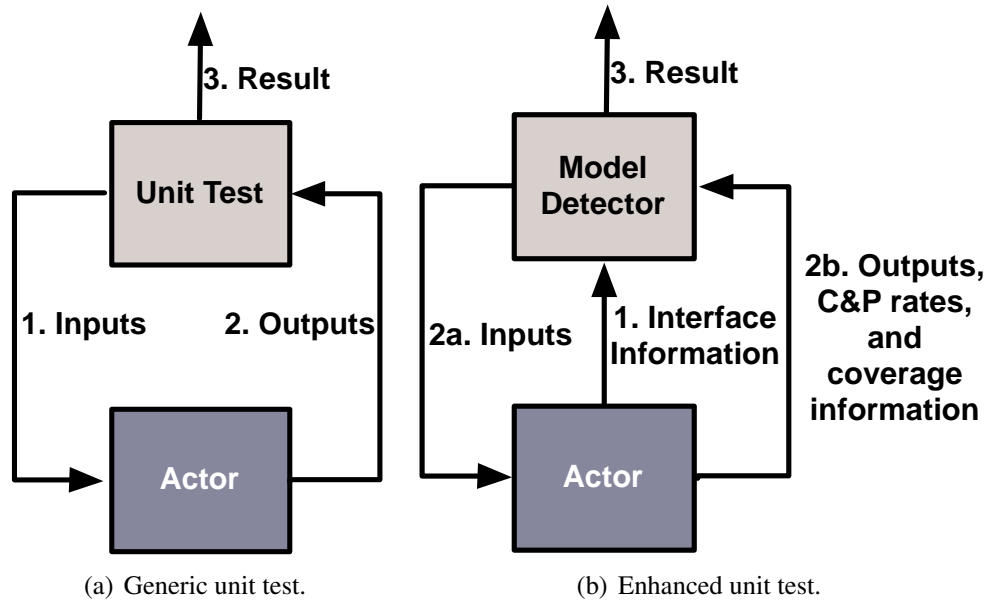 3. Result
Unit Test
1. Inputs
2. Outputs
Actor
(a) Generic unit test.
3. Result
Model
Detector
2a. Inputs
1. Interface
Information
2b. Outputs,
C&P rates,
and
coverage
information
Actor
(b) Enhanced unit test.